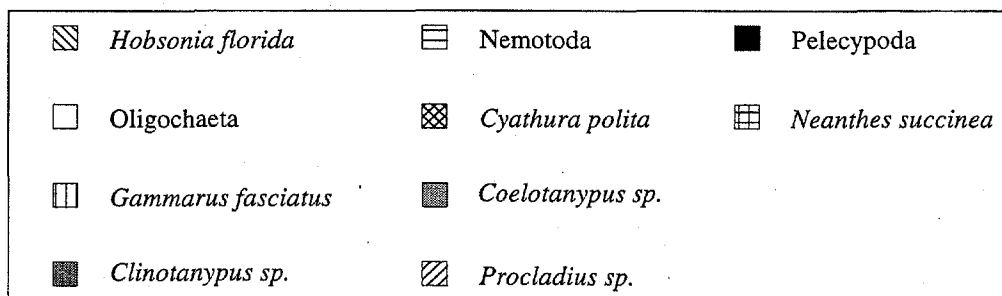 Hobsonia florida Nemotoda Pelecypoda
Oligochaeta Cyathura polita Neanthes succinea
Gammarus fasciatus Coelotanypus sp.
Clinotanypus sp. Procladius sp.